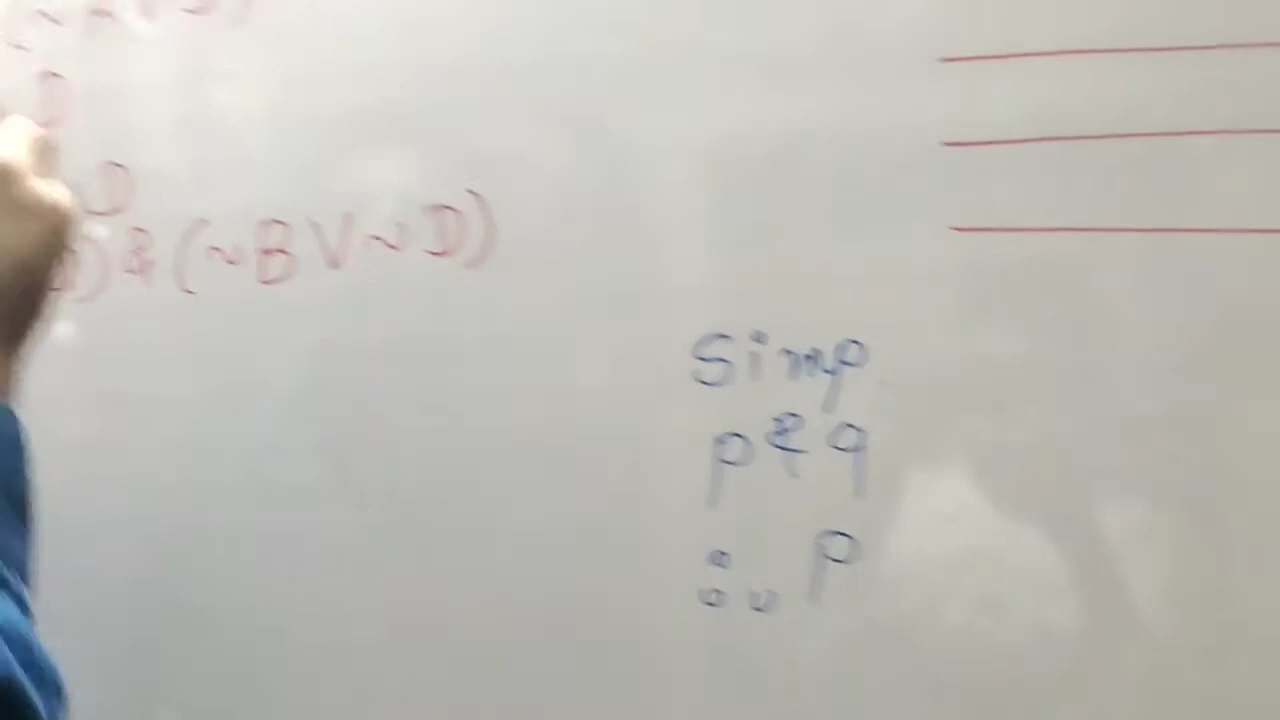 D
D
) & (~B V ~D))
Simp
p & q
∴ p